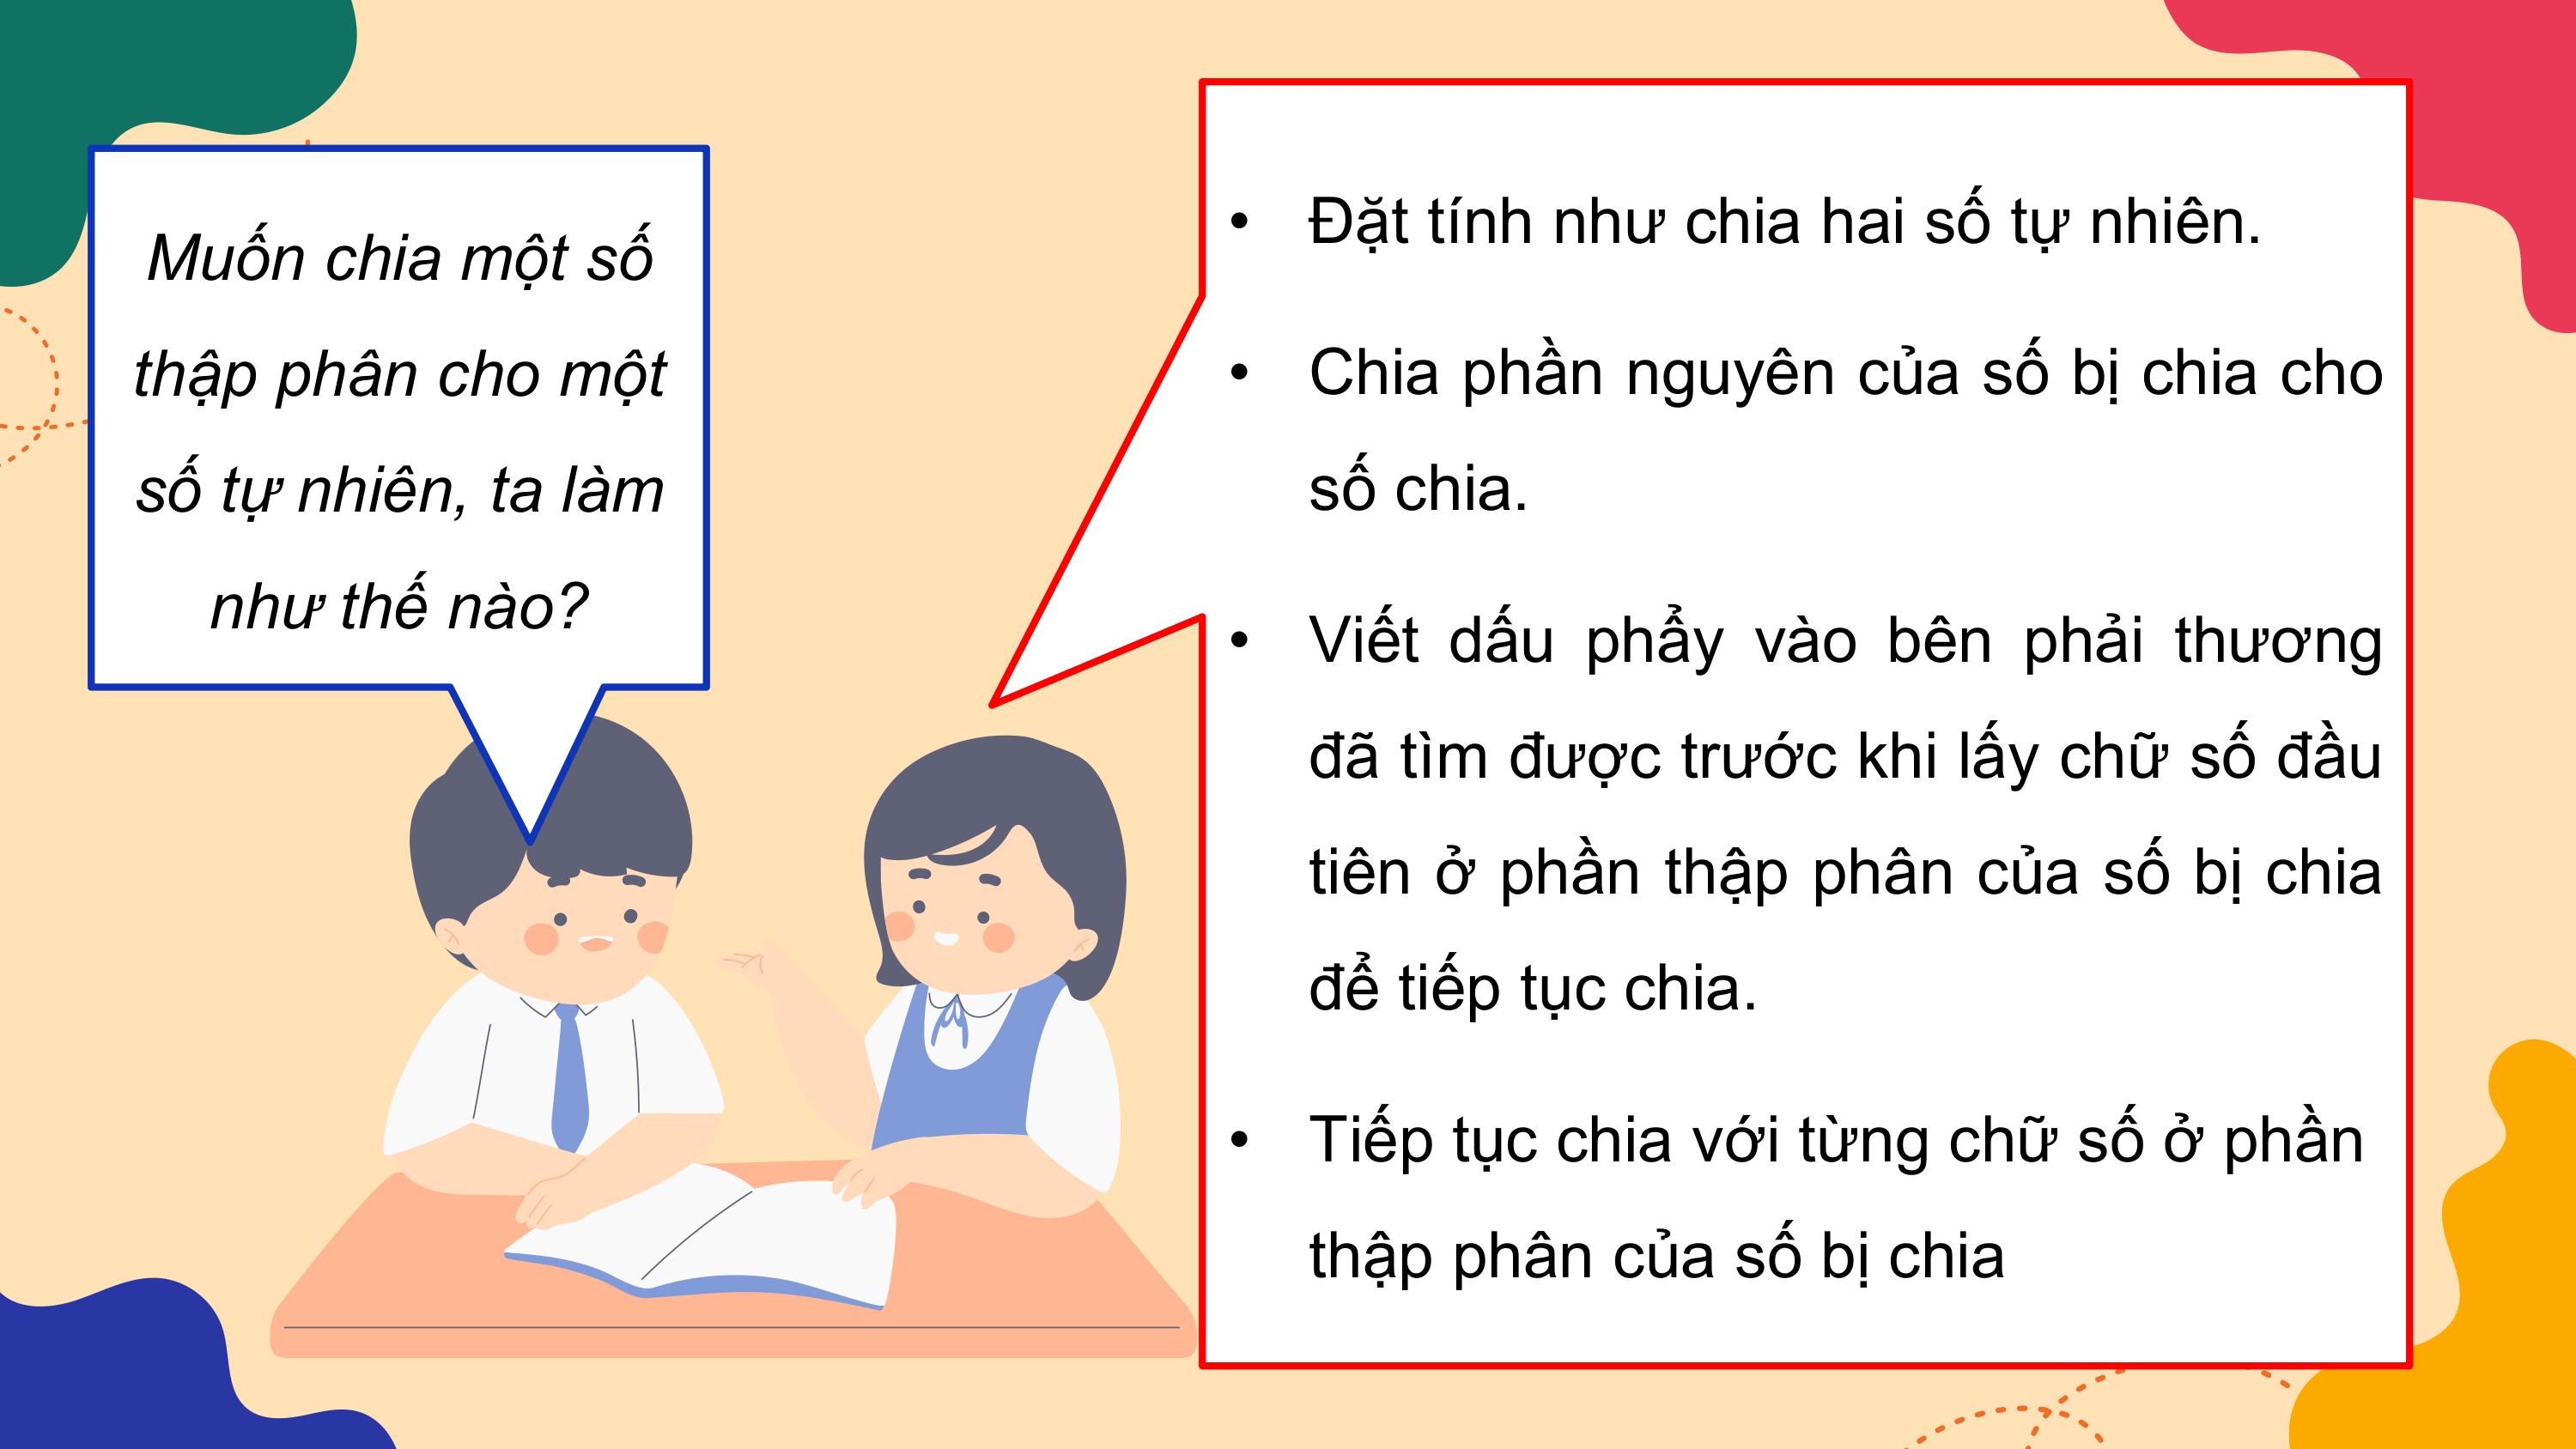 Muốn chia một số
thập phân cho một
số tự nhiên, ta làm
như thế nào?
• Đặt tính như chia hai số tự nhiên.
• Chia phần nguyên của số bị chia cho
số chia.
• Viết dấu phẩy vào bên phải thương
đã tìm được trước khi lấy chữ số đầu
tiên ở phần thập phân của số bị chia
để tiếp tục chia.
• Tiếp tục chia với từng chữ số ở phần
thập phân của số bị chia